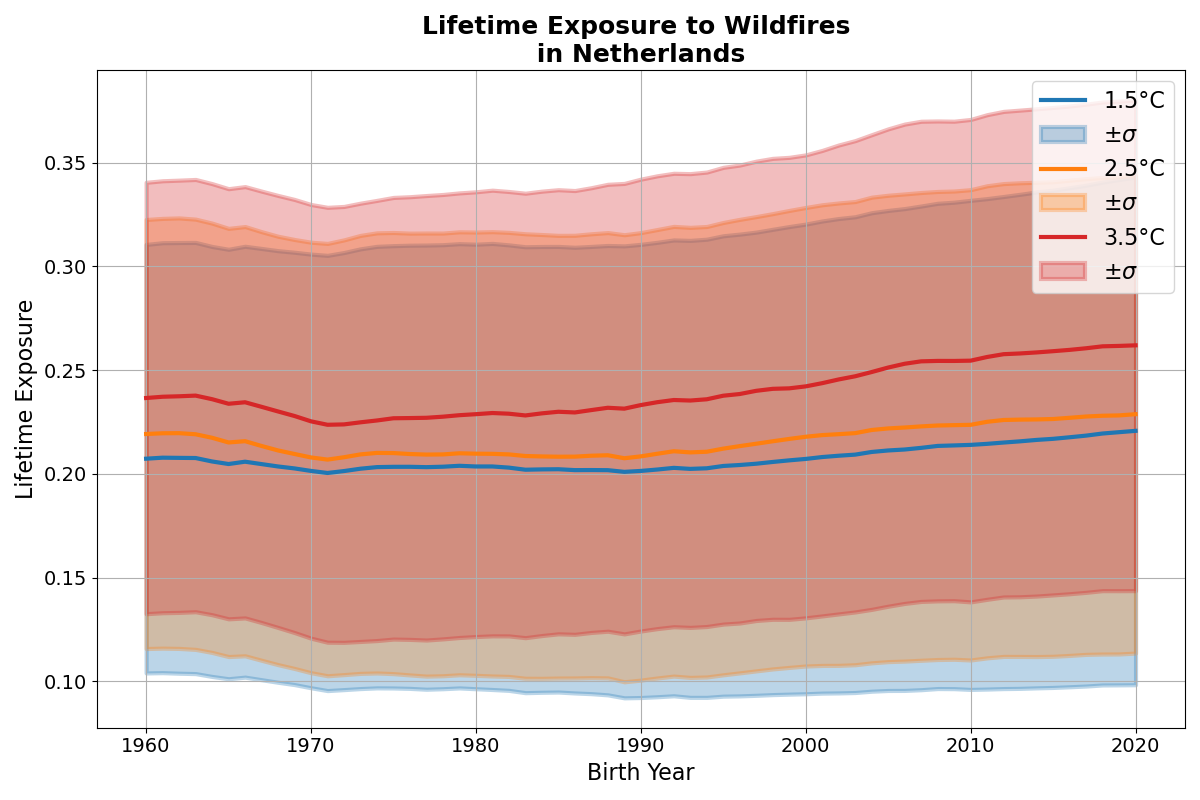 Lifetime Exposure to Wildfires
in Netherlands
1.5°C
±σ
2.5°C
±σ
3.5°C
±σ
Lifetime Exposure
0.35
0.30
0.25
0.20
0.15
0.10
1960 1970 1980 1990 2000 2010 2020
Birth Year